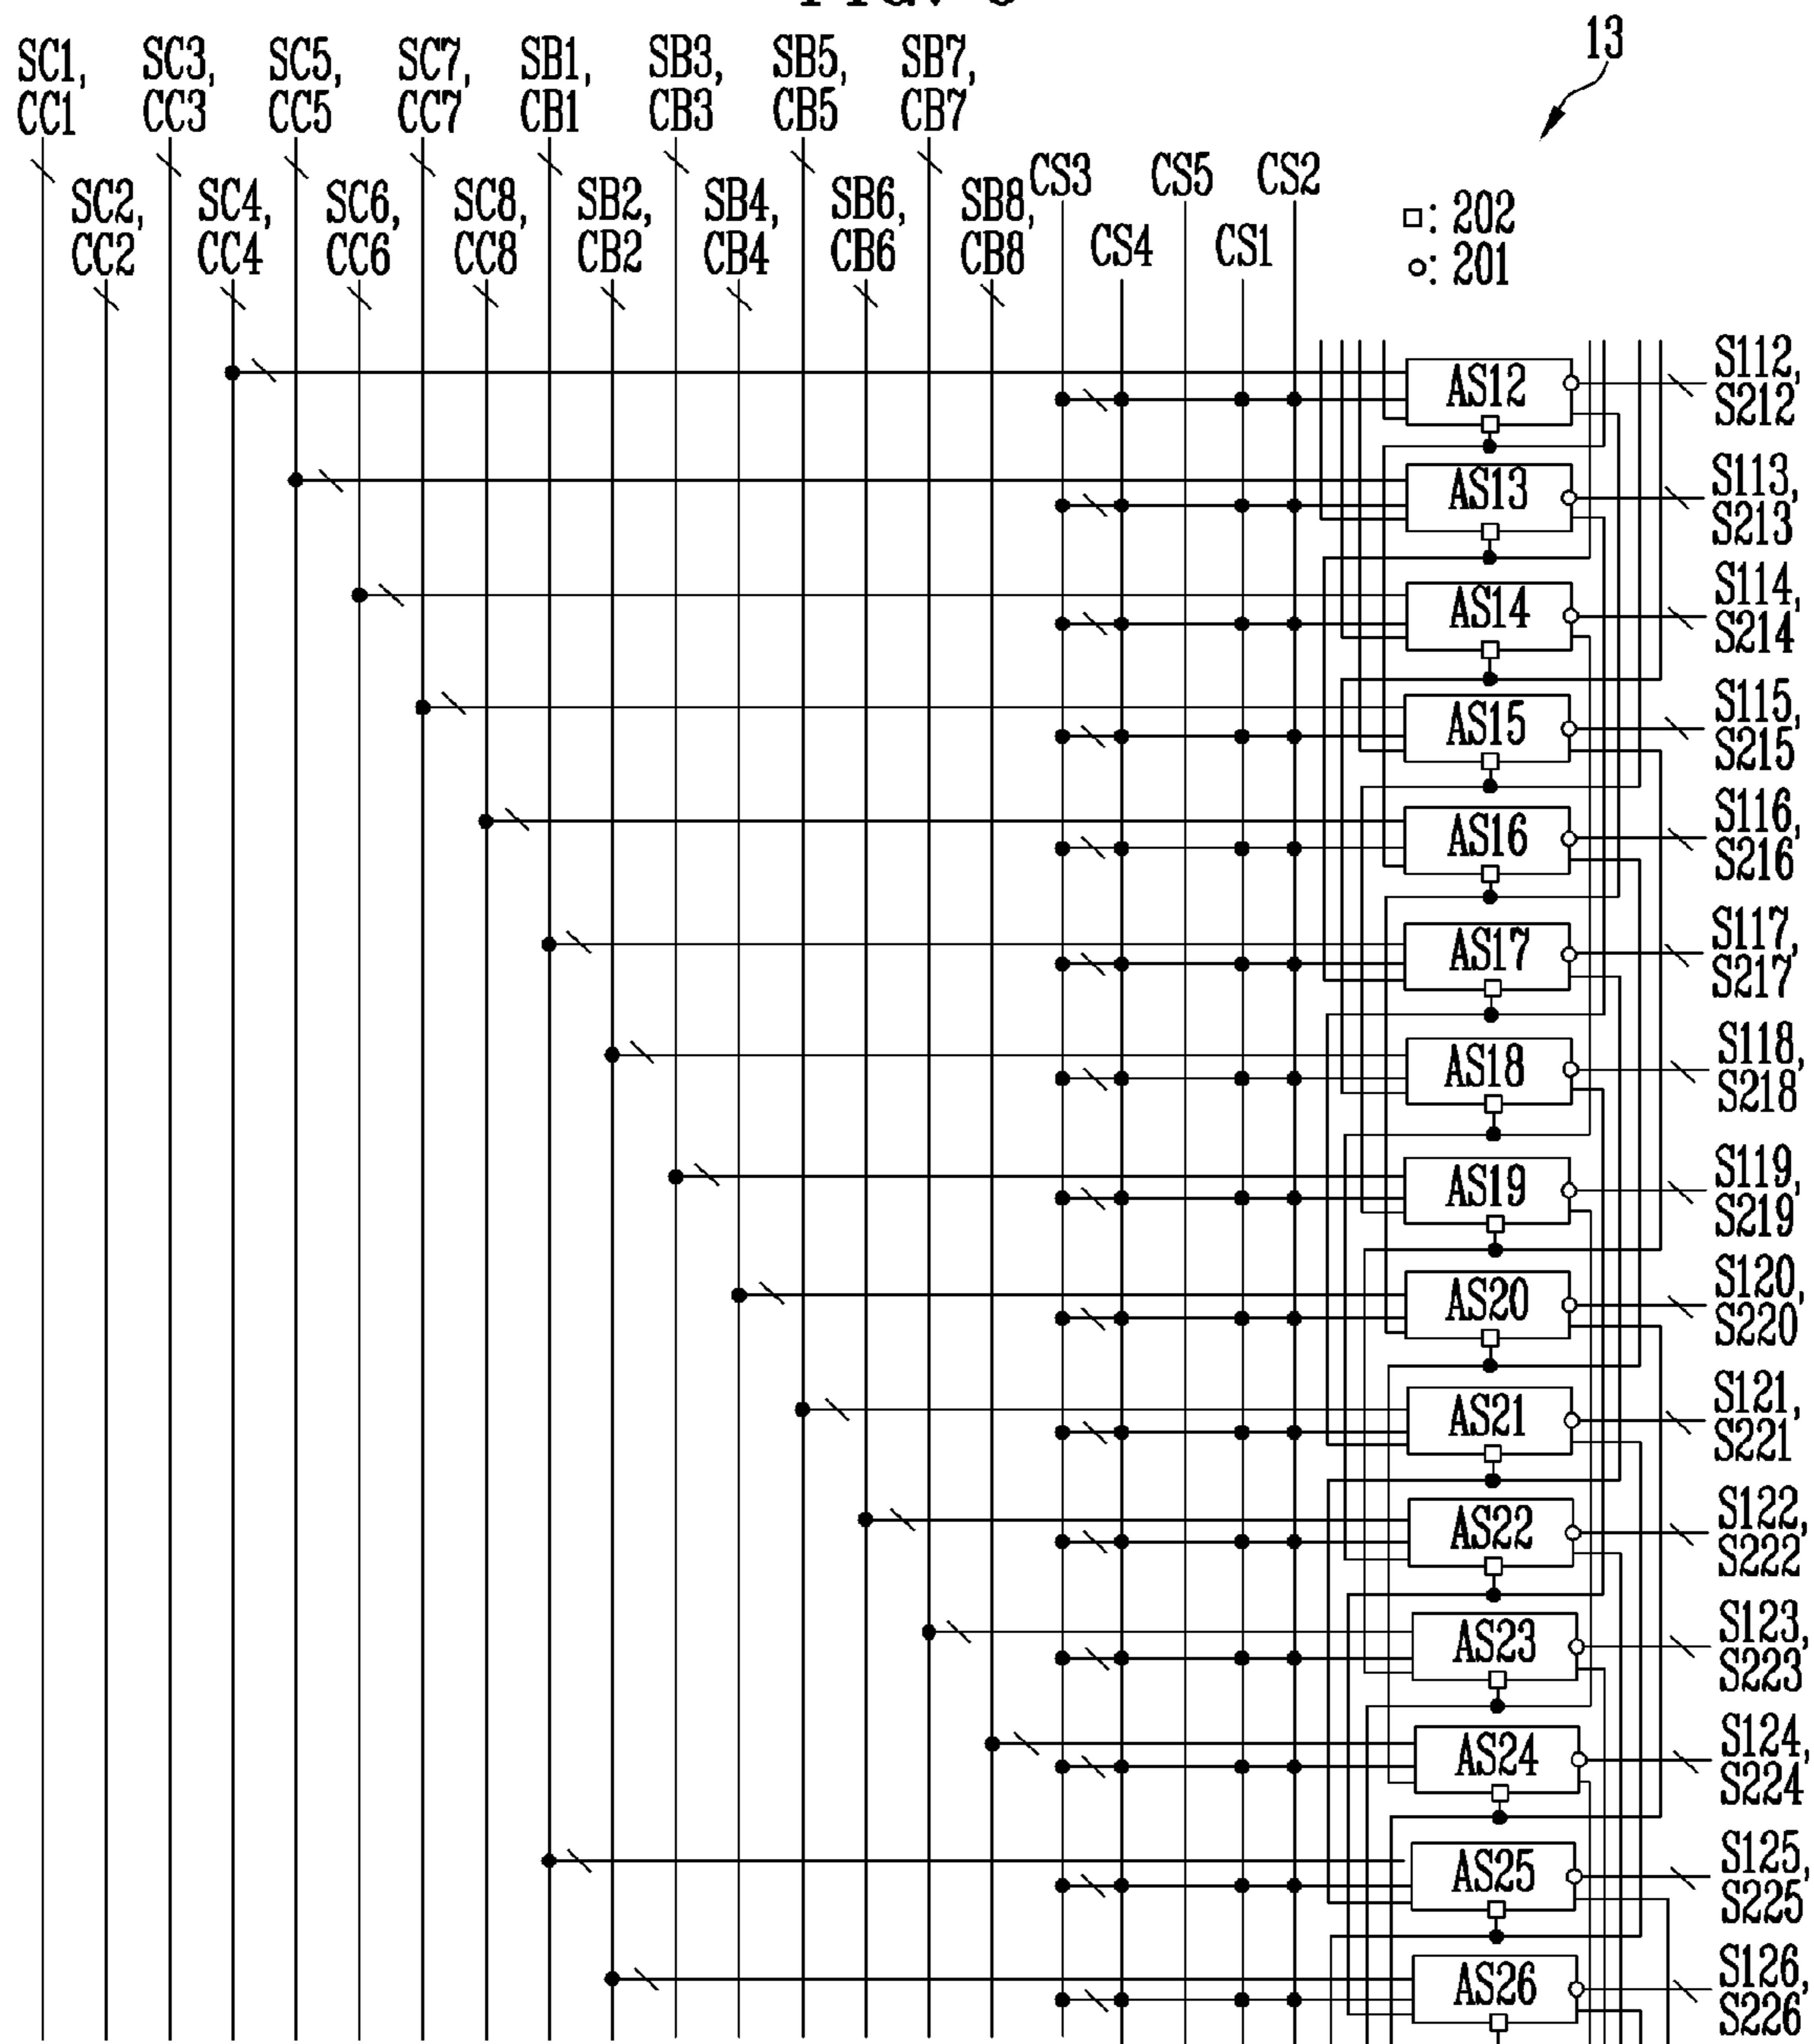 13
SC1,
CC1
SC3,
CC3
SC5,
CC5
SC7,
CC7
SB1,
CB1
SB3,
CB3
SB5,
CB5
SB7,
CB7
SC2,
CC2
SC4,
CC4
SC6,
CC6
SC8,
CC8
SB2,
CB2
SB4,
CB4
SB6,
CB6
SB8,
CB8
CS3
CS5
CS2
CS4
CS1
□: 202
○: 201
AS12
S112,
S212
AS13
S113,
S213
AS14
S114,
S214
AS15
S115,
S215
AS16
S116,
S216
AS17
S117,
S217
AS18
S118,
S218
AS19
S119,
S219
AS20
S120,
S220
AS21
S121,
S221
AS22
S122,
S222
AS23
S123,
S223
AS24
S124,
S224
AS25
S125,
S225
AS26
S126,
S226